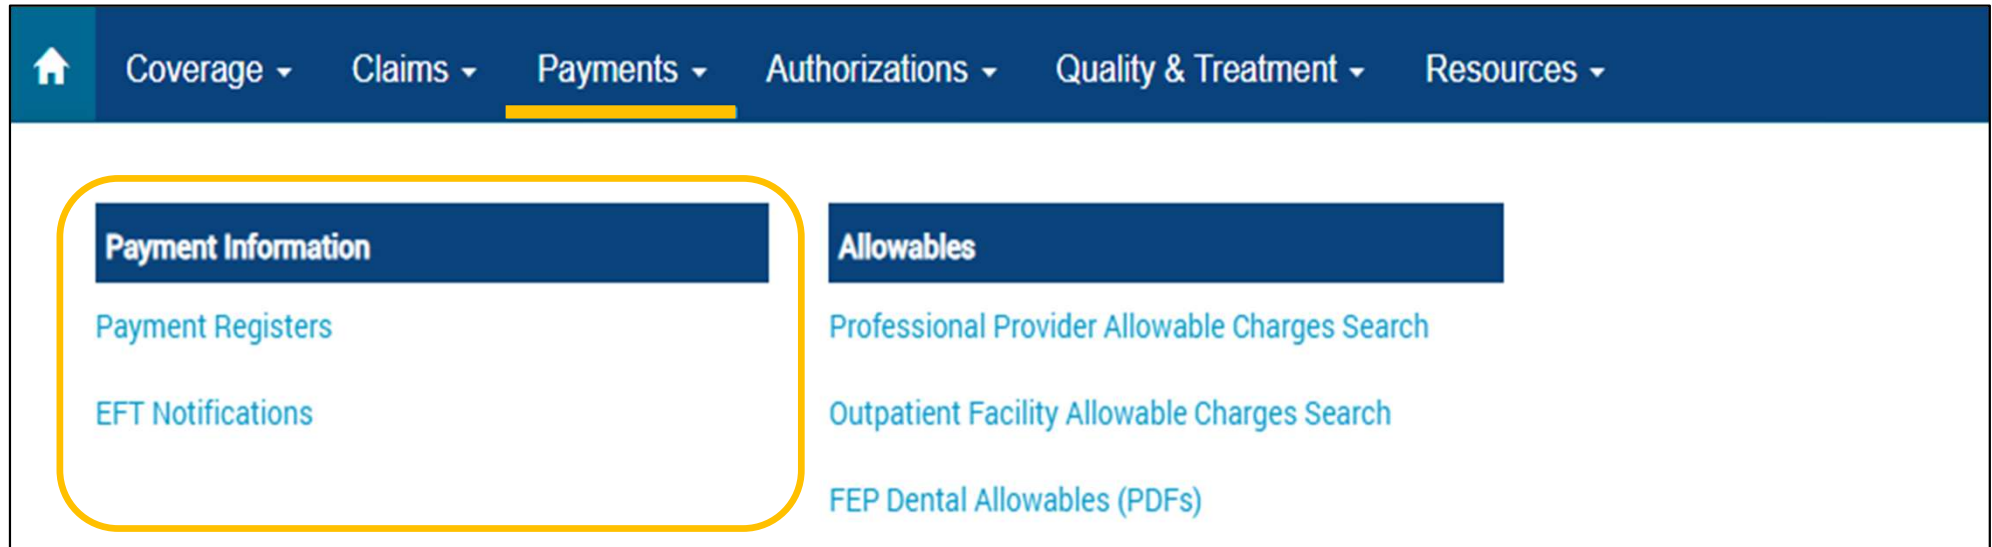 Coverage Claims Payments Authorizations Quality & Treatment Resources
Payment Information
Payment Registers
EFT Notifications
Allowables
Professional Provider Allowable Charges Search
Outpatient Facility Allowable Charges Search
FEP Dental Allowables (PDFs)